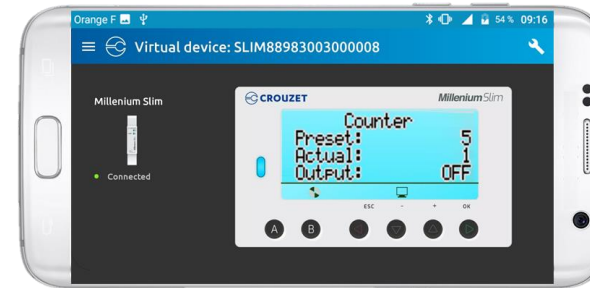 Orange F 54 % 09:16
Virtual device: SLIM88983003000008
Millenium Slim
Connected
CROUZET Millenium Slim
Counter
Preset: 5
Actual: 1
Output: OFF
ESC - + OK
A B